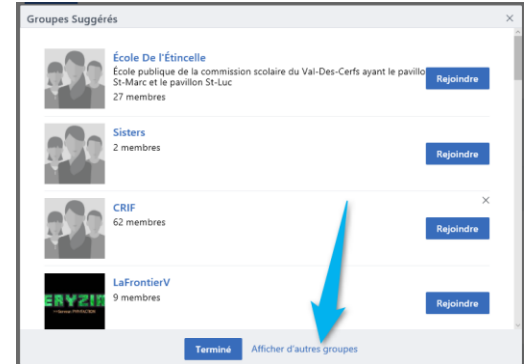 Groupes Suggérés
École De l'Étincelle
École publique de la commission scolaire du Val-Des-Cerfs ayant le pavillo
St-Marc et le pavillon St-Luc
27 membres
Rejoindre
Sisters
2 membres
Rejoindre
CRIF
62 membres
Rejoindre
LaFrontierV
9 membres
Rejoindre
Terminé
Afficher d'autres groupes